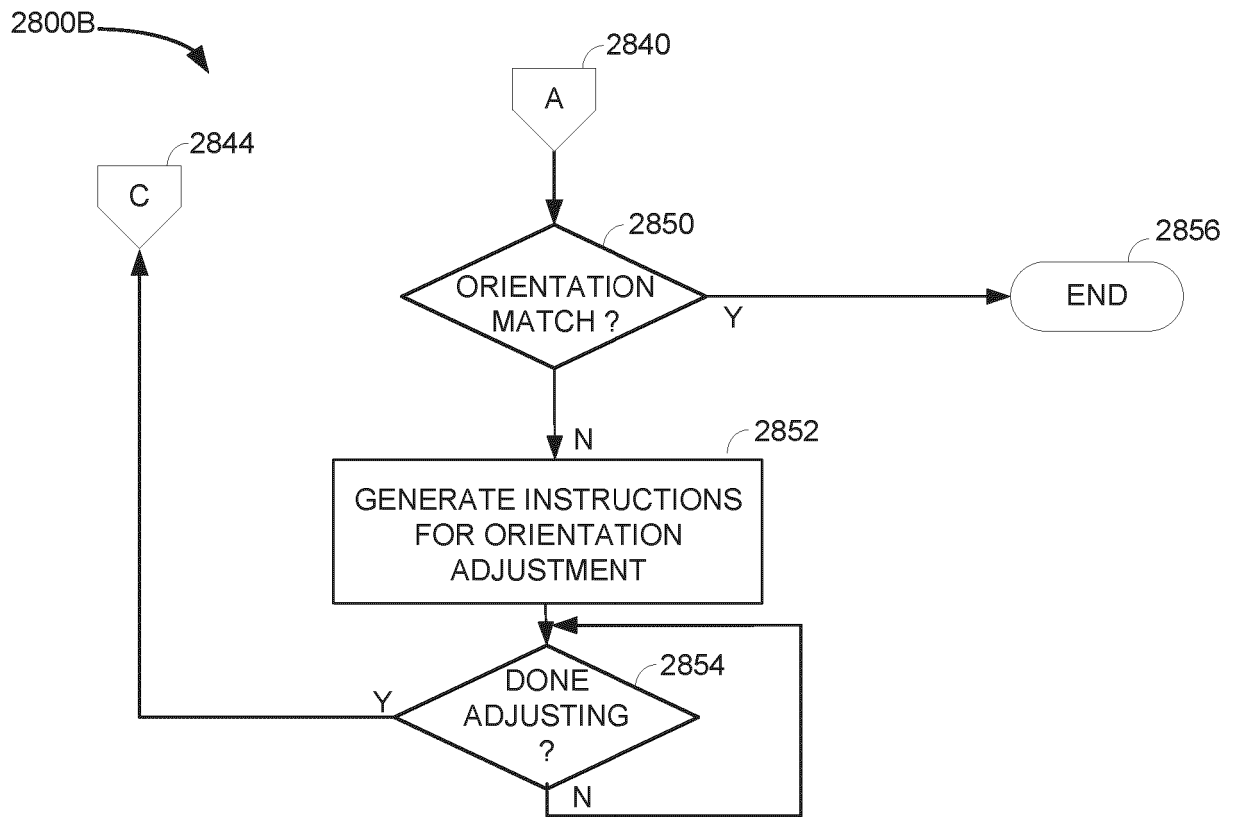 2800B
2840
A
2844
C
2850
ORIENTATION
MATCH ?
Y
2856
END
N
2852
GENERATE INSTRUCTIONS
FOR ORIENTATION
ADJUSTMENT
2854
DONE
ADJUSTING
?
Y
N